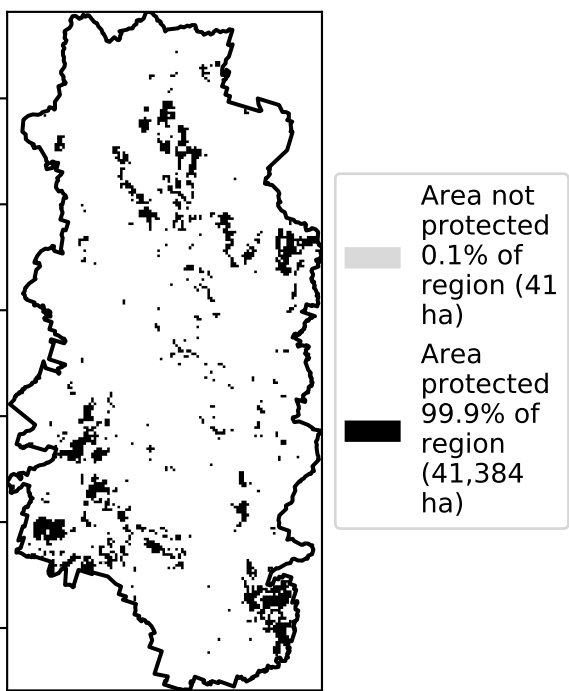 Area not
protected
0.1% of
region (41
ha)
Area
protected
99.9% of
region
(41,384
ha)